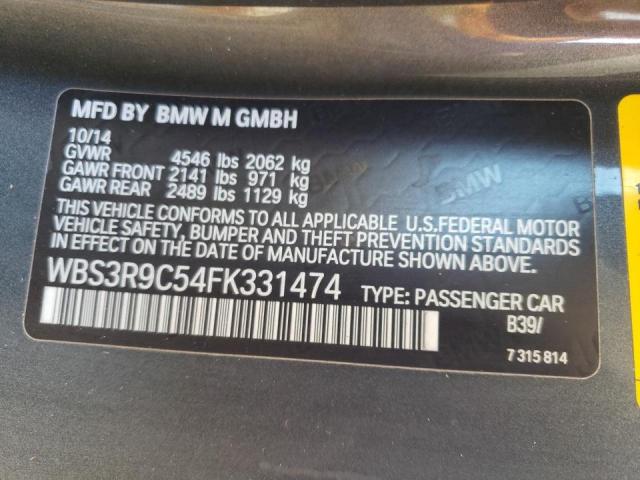 MFD BY BMW M GMBH
10/14
GVWR 4546 lbs 2062 kg
GAWR FRONT 2141 lbs 971 kg
GAWR REAR 2489 lbs 1129 kg
THIS VEHICLE CONFORMS TO ALL APPLICABLE U.S.FEDERAL MOTOR
VEHICLE SAFETY, BUMPER AND THEFT PREVENTION STANDARDS
IN EFFECT ON THE DATE OF MANUFACTURE SHOWN ABOVE.
WBS3R9C54FK331474 TYPE: PASSENGER CAR
B39/
7 315 814
BMW